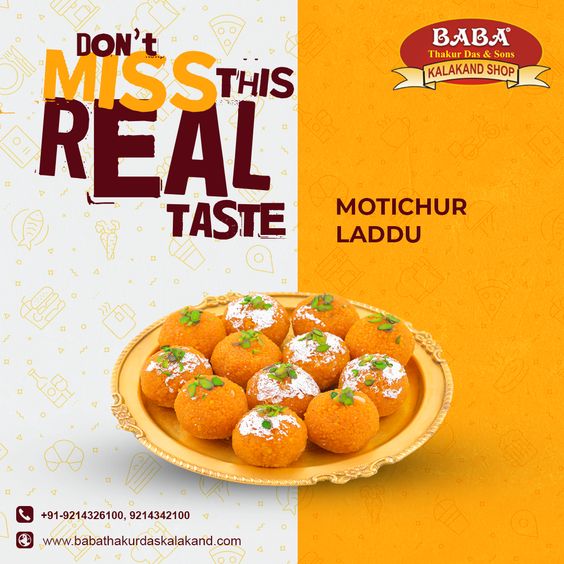 DON't
MISS THIS
REAL
TASTE
BABA®
Thakur Das & Sons
KALAKAND SHOP
MOTICHUR
LADDU
+91-9214326100, 9214342100
www.babathakurdaskalakand.com